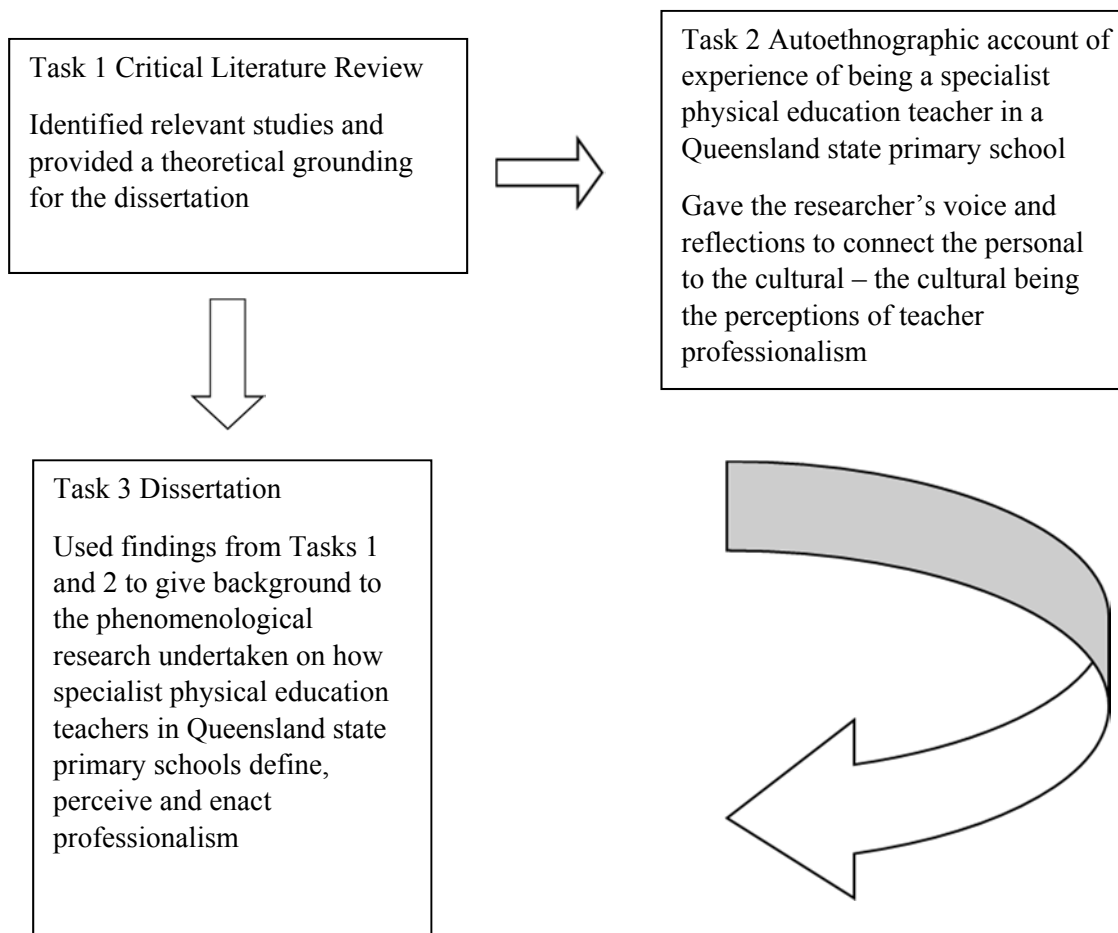 Task 1 Critical Literature Review
Identified relevant studies and
provided a theoretical grounding
for the dissertation
Task 2 Autoethnographic account of
experience of being a specialist
physical education teacher in a
Queensland state primary school
Gave the researcher’s voice and
reflections to connect the personal
to the cultural – the cultural being
the perceptions of teacher
professionalism
Task 3 Dissertation
Used findings from Tasks 1
and 2 to give background to
the phenomenological
research undertaken on how
specialist physical education
teachers in Queensland state
primary schools define,
perceive and enact
professionalism